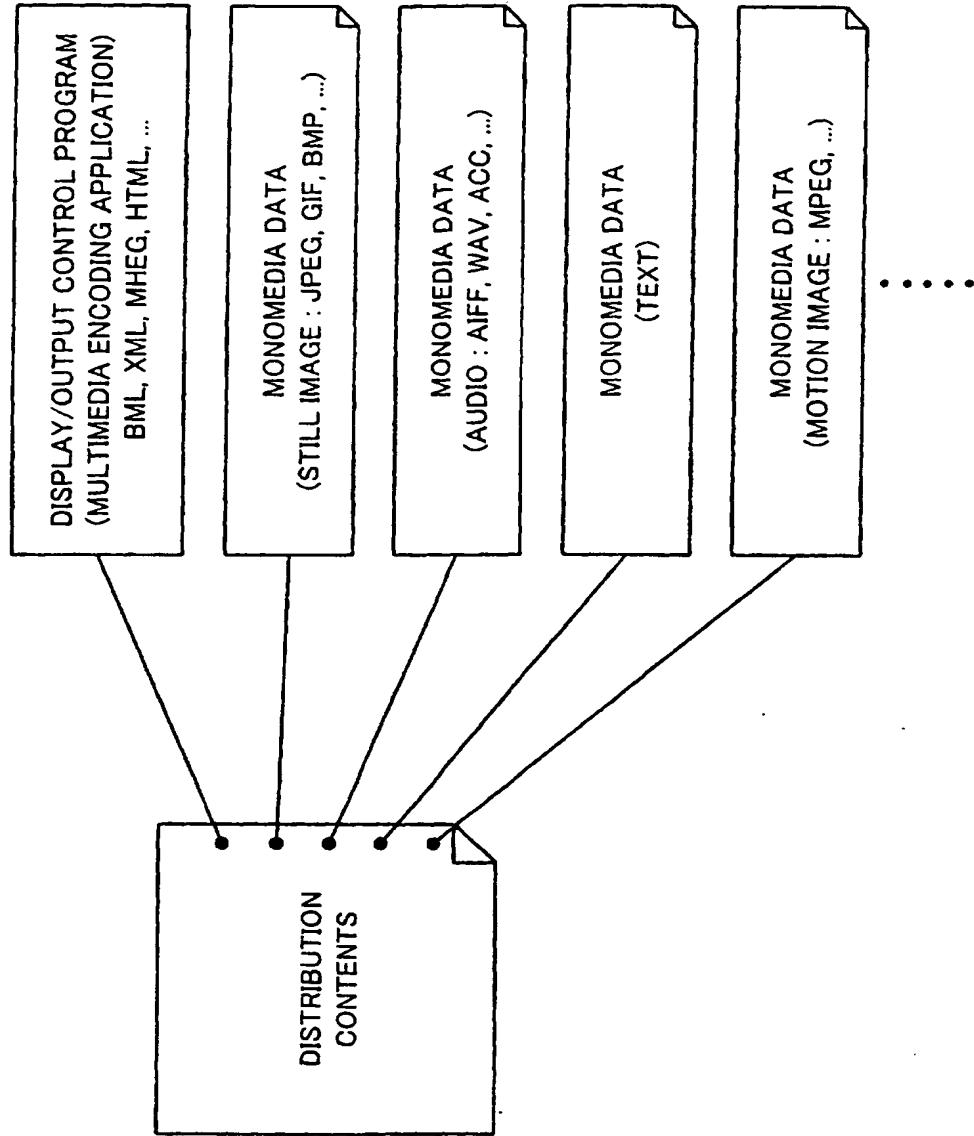 DISPLAY/OUTPUT CONTROL PROGRAM
(MULTIMEDIA ENCODING APPLICATION)
BML, XML, MHEG, HTML, ...
MONOMEDIA DATA
(STILL IMAGE : JPEG, GIF, BMP, ...)
MONOMEDIA DATA
(AUDIO : AIFF, WAV, ACC, ...)
MONOMEDIA DATA
(TEXT)
MONOMEDIA DATA
(MOTION IMAGE : MPEG, ...)
DISTRIBUTION
CONTENTS